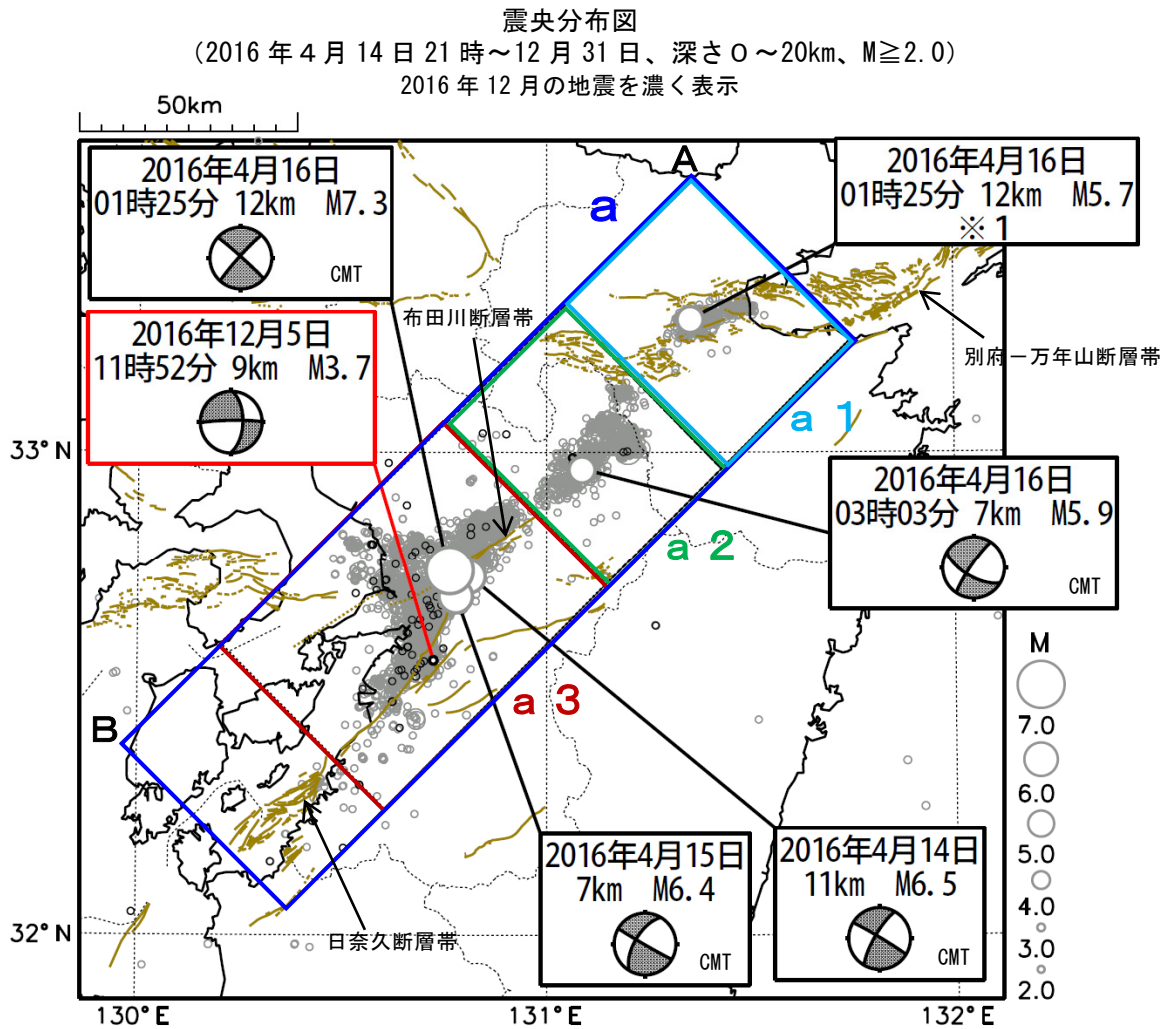 震央分布図
（2016年４月14日21時～12月31日、深さ０～20km、M≧2.0）
2016年12月の地震を濃く表示
50km
2016年4月16日
01時25分 12km M7.3
CMT
2016年12月5日
11時52分 9km M3.7
A
a
2016年4月16日
01時25分 12km M5.7
※1
布田川断層帯
別府－万年山断層帯
a 1
33°N
2016年4月16日
03時03分 7km M5.9
CMT
a 2
a 3
B
M
7.0
6.0
5.0
4.0
3.0
2.0
2016年4月15日
7km M6.4
CMT
2016年4月14日
11km M6.5
CMT
32°N
日奈久断層帯
130°E
131°E
132°E